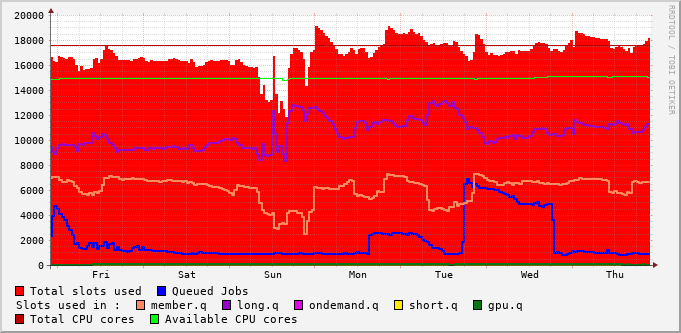 20000
18000
16000
14000
12000
10000
8000
6000
4000
2000
0
Fri Sat Sun Mon Tue Wed Thu
RRDTOOL / TOBI OETIKER
Total slots used Queued Jobs
Slots used in : member.q long.q ondemand.q short.q gpu.q
Total CPU cores Available CPU cores